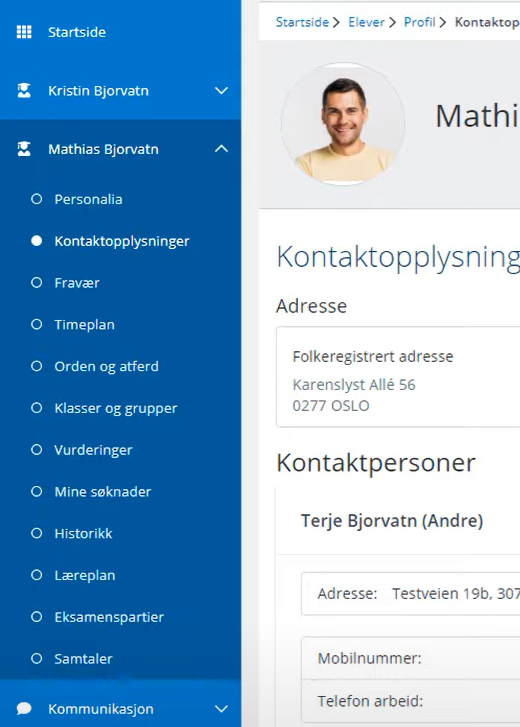 Startside
Kristin Bjorvatn
Mathias Bjorvatn
Personalia
Kontaktopplysninger
Fravær
Timeplan
Orden og atferd
Klasser og grupper
Vurderinger
Mine søknader
Historikk
Læreplan
Eksamenspartier
Samtaler
Kommunikasjon
Startside > Elever > Profil > Kontaktop
Mathi
Kontaktopplysning
Adresse
Folkeregistrert adresse
Karenslyst Allé 56
0277 OSLO
Kontaktpersoner
Terje Bjorvatn (Andre)
Adresse: Testveien 19b, 307
Mobilnummer:
Telefon arbeid: